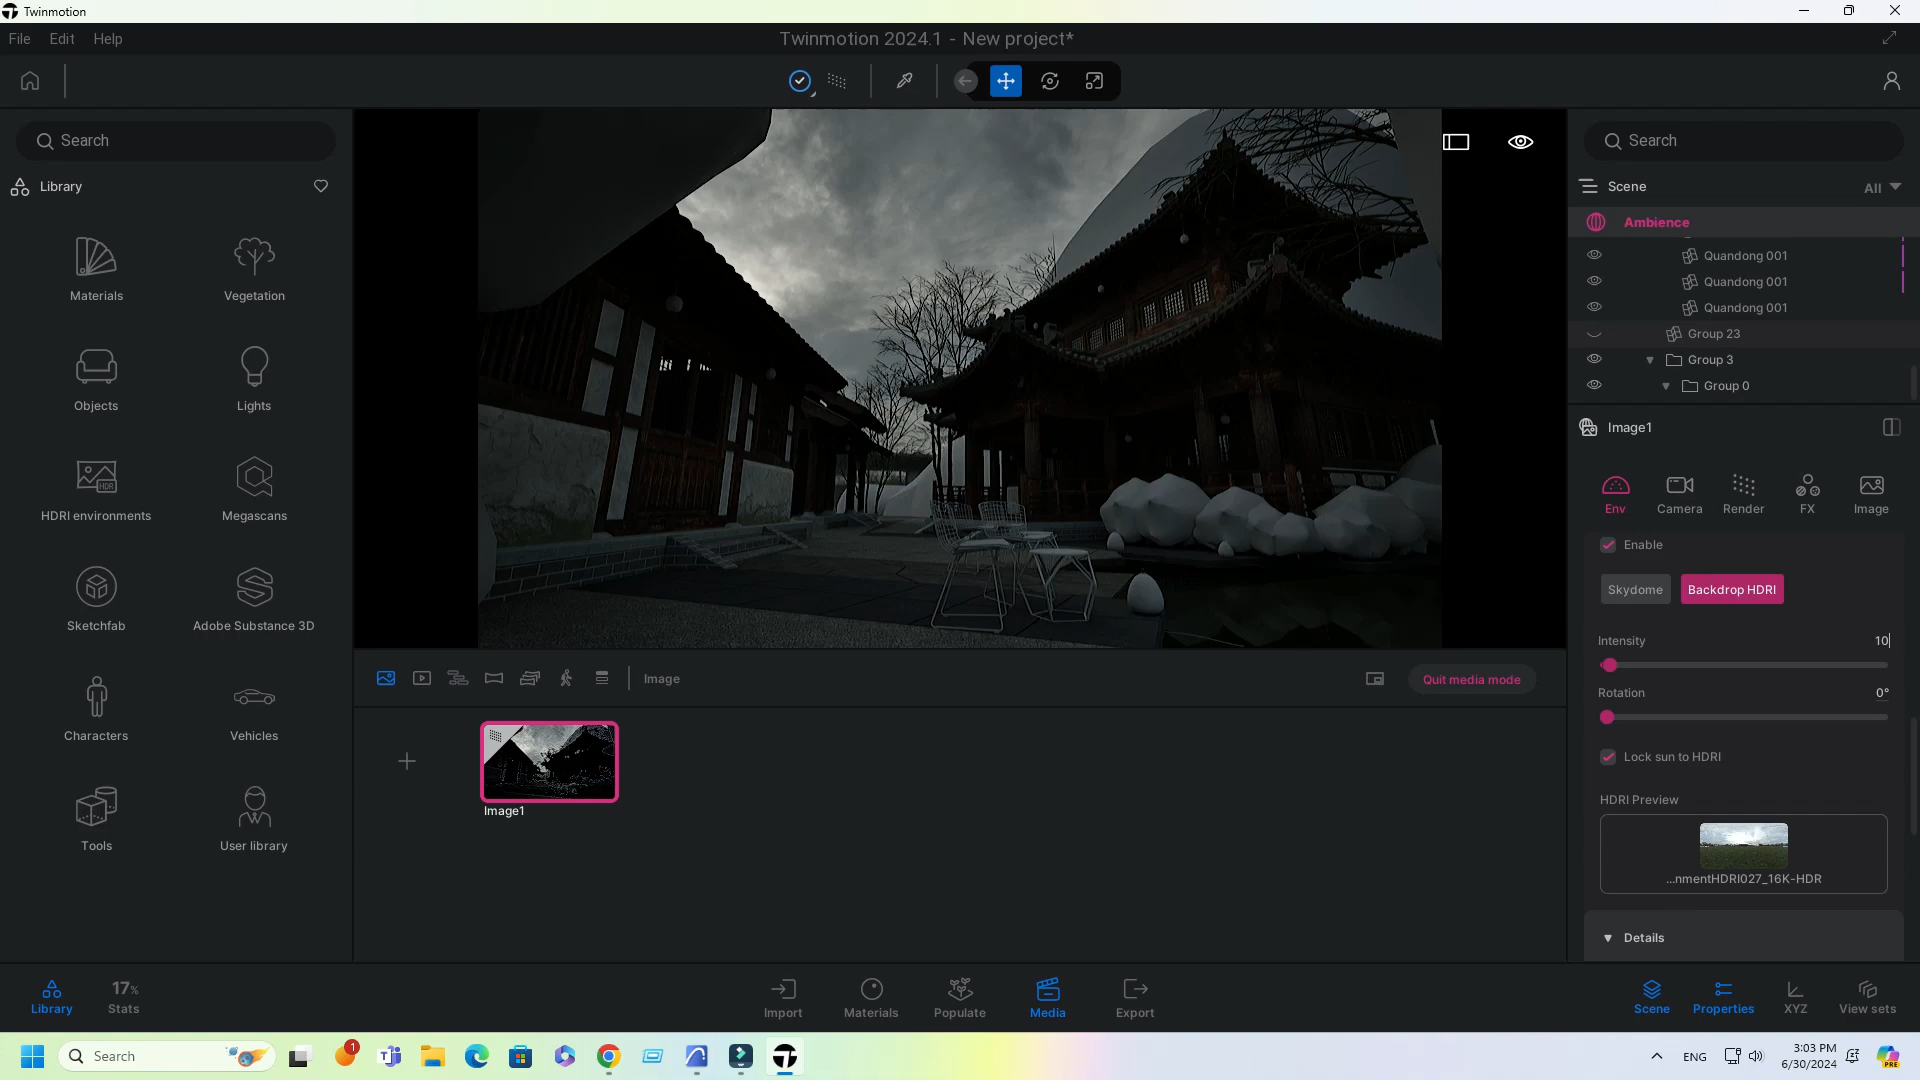 Twinmotion
File Edit Help
Twinmotion 2024.1 - New project*
Search
Library
Materials
Vegetation
Objects
Lights
HDRI environments
HDR
Megascans
Sketchfab
Adobe Substance 3D
Characters
Vehicles
Tools
User library
Image
Quit media mode
Image1
Search
Scene
All
Ambience
Quandong 001
Quandong 001
Quandong 001
Group 23
Group 3
Group 0
Image1
Env
Camera
Render
FX
Image
Enable
Skydome
Backdrop HDRI
Intensity
10
Rotation
0°
Lock sun to HDRI
HDRI Preview
...nmentHDRI027_16K-HDR
Details
Library
17%
Stats
Import
Materials
Populate
Media
Export
Scene
Properties
XYZ
View sets
Search
1
ENG
3:03 PM
6/30/2024
PRE